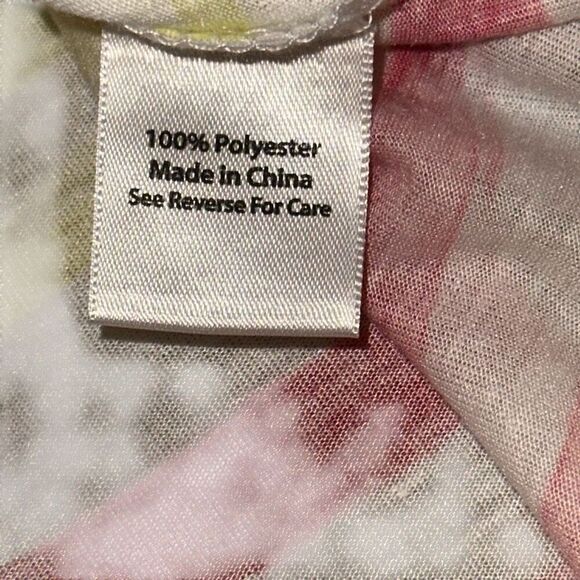 100% Polyester
Made in China
See Reverse For Care